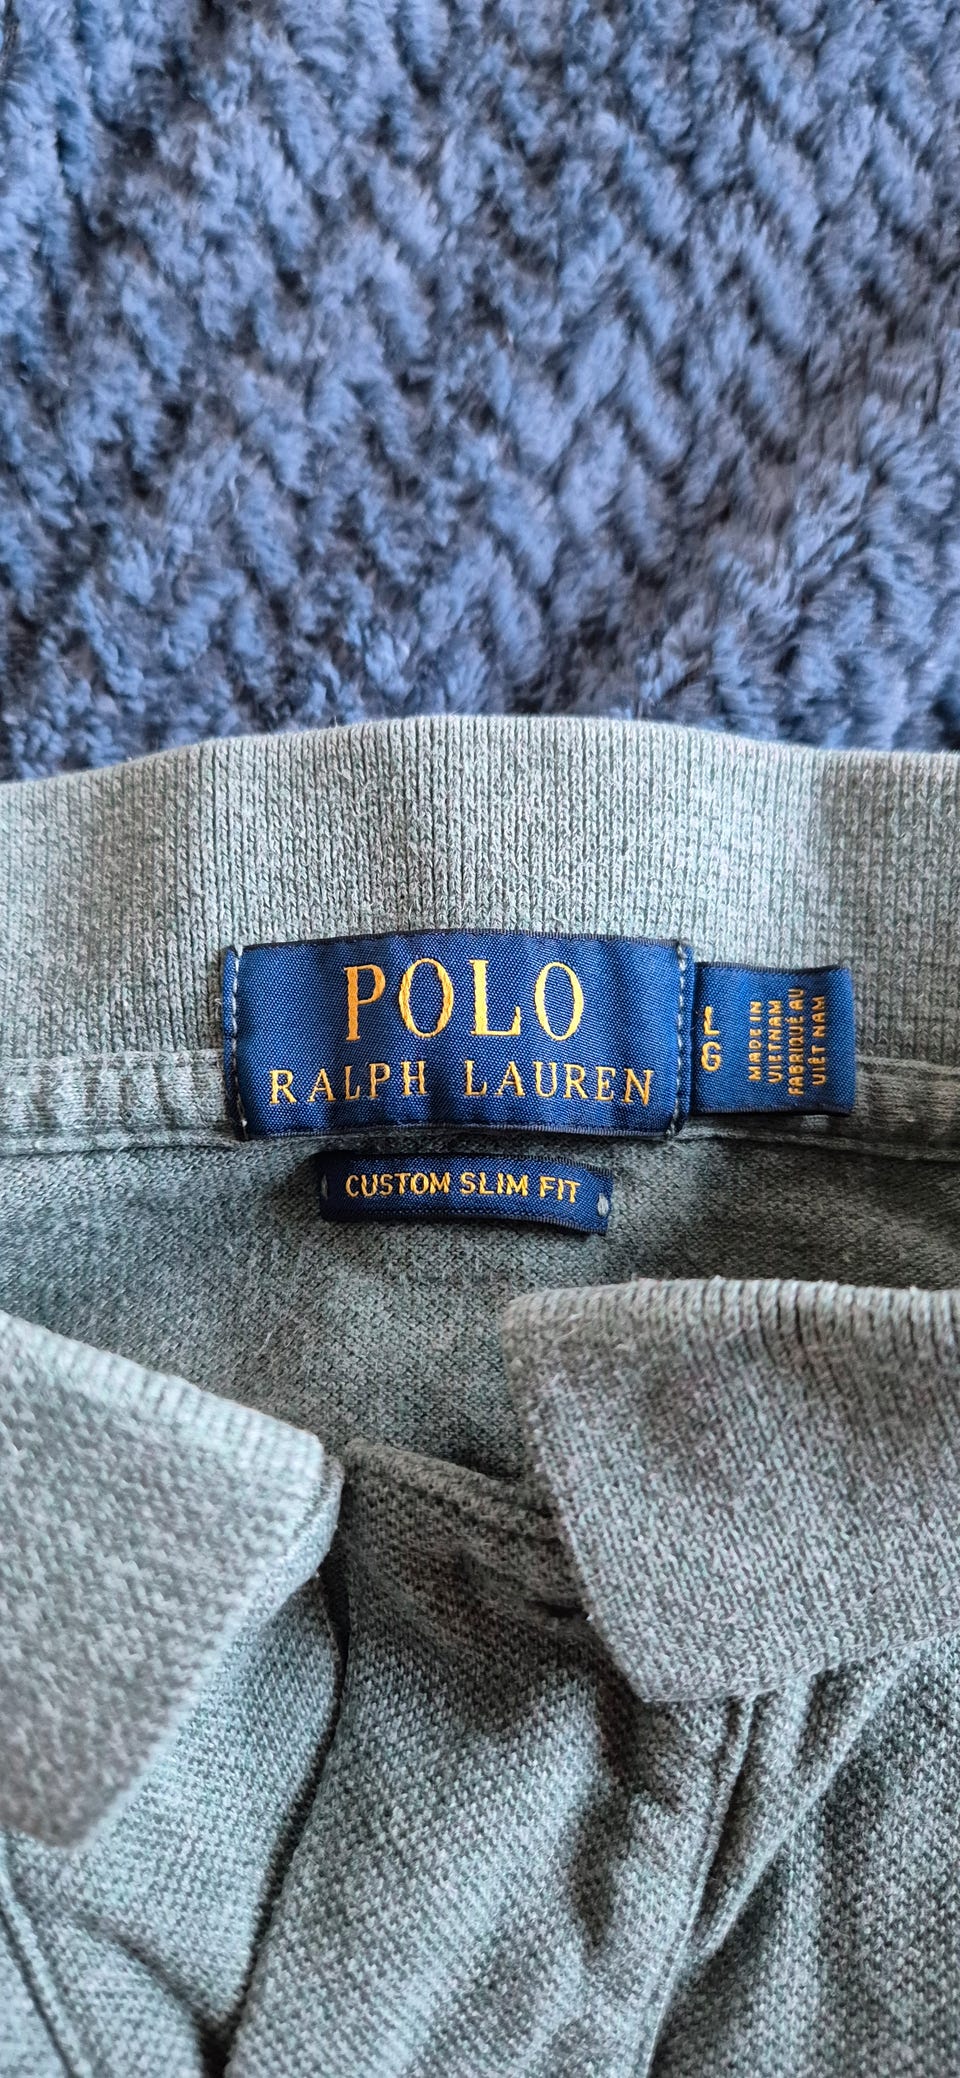 POLO
RALPH LAUREN
L
G
MADE IN
VIETNAM
FABRIQUÉ AU
VIÊT NAM
CUSTOM SLIM FIT